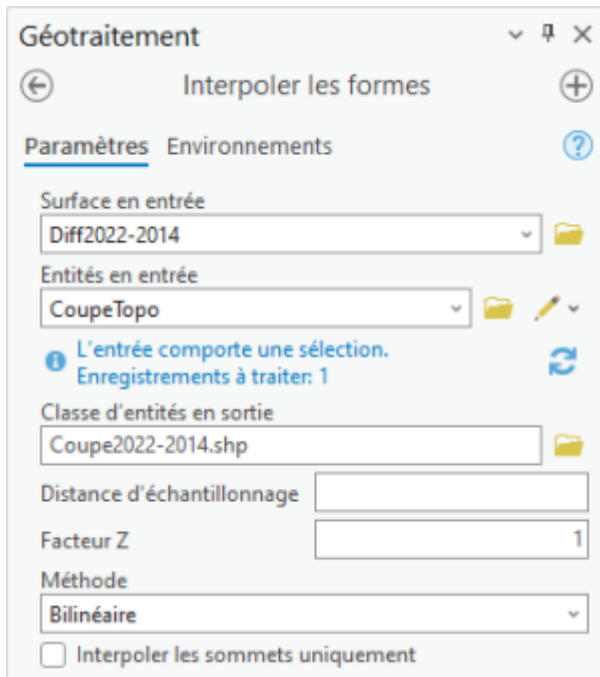 Géotraitement
Interpoler les formes
Paramètres Environnements
Surface en entrée
Diff2022-2014
Entités en entrée
CoupeTopo
L'entrée comporte une sélection.
Enregistrements à traiter: 1
Classe d'entités en sortie
Coupe2022-2014.shp
Distance d'échantillonnage
Facteur Z 1
Méthode
Bilinéaire
Interpoler les sommets uniquement